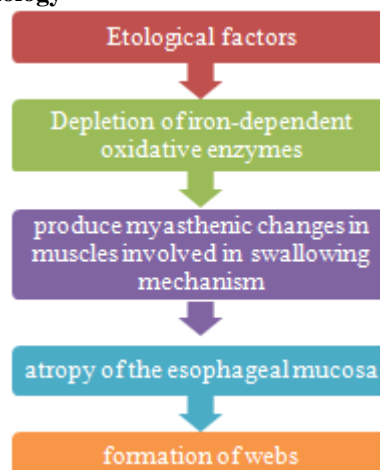 ology
Etological factors
Depletion of iron-dependent
oxidative enzymes
produce myasthenic changes in
muscles involved in swallowing
mechanism
atropy of the esophageal mucosa
formation of webs